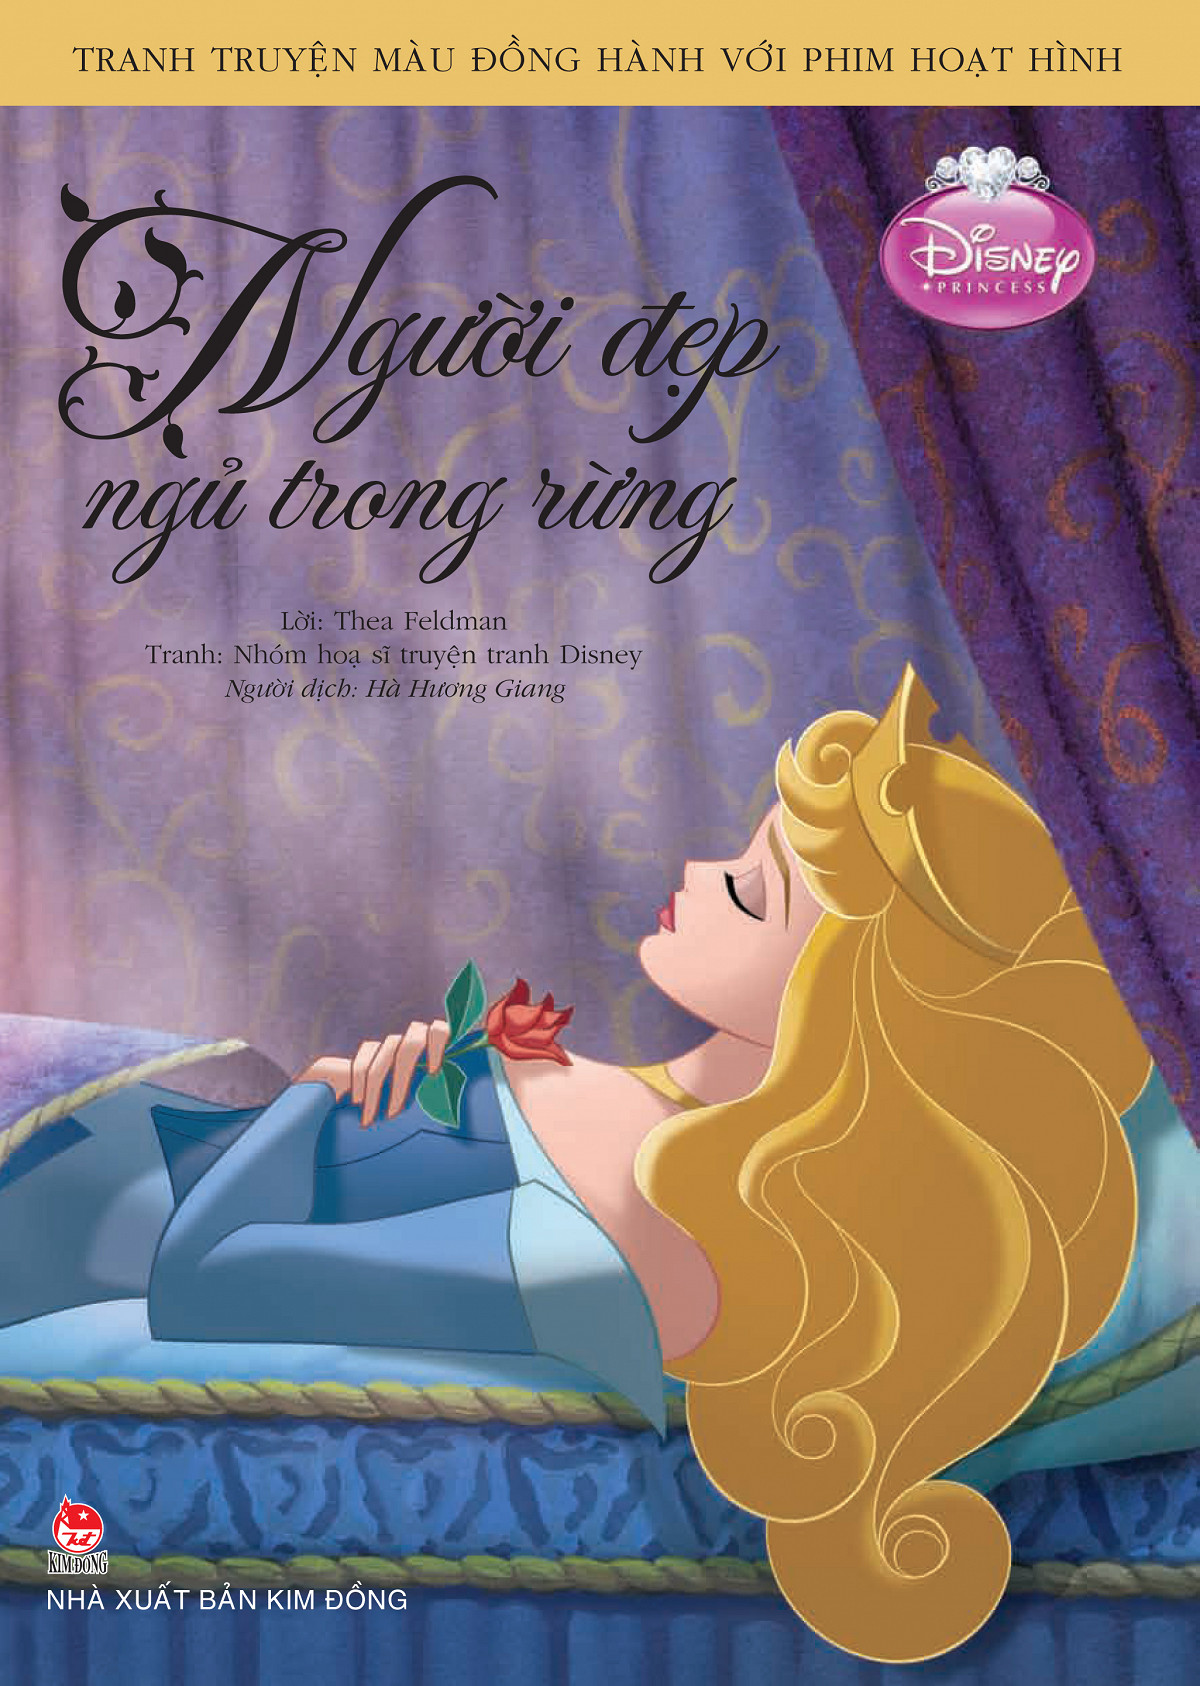 TRANH TRUYỆN MÀU ĐỒNG HÀNH VỚI PHIM HOẠT HÌNH
DISNEY
PRINCESS
Người đẹp
ngủ trong rừng
Lời: Thea Feldman
Tranh: Nhóm hoạ sĩ truyện tranh Disney
Người dịch: Hà Hương Giang
KIM ĐỒNG
NHÀ XUẤT BẢN KIM ĐỒNG